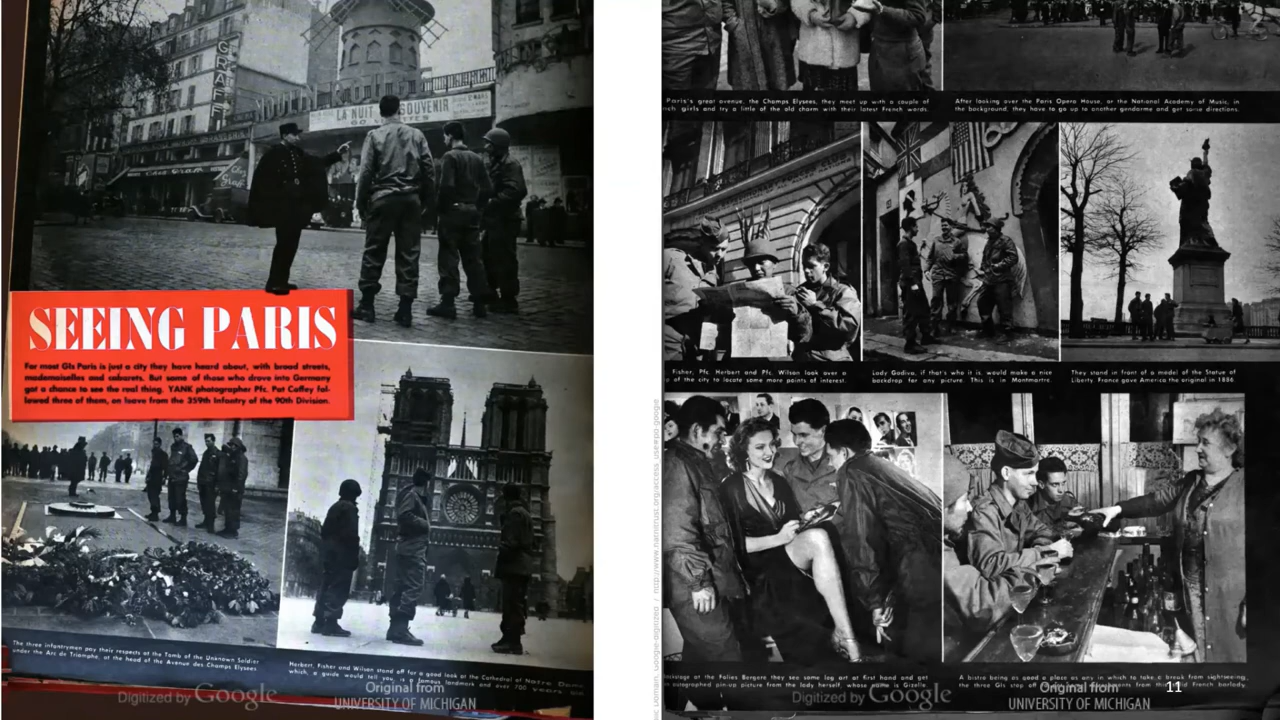 GRAFF
LA NUIT SOUVENIR
SEEING PARIS
For most GIs Paris is just a city they have heard about, with broad streets,
mademoiselles and cabarets. But some of those who drove into Germany
got a chance to see the real thing. YANK photographer Pfc. Pat Coffey fol-
lowed three of them, on leave from the 359th Infantry of the 90th Division.
The three infantrymen pay their respects at the Tomb of the Unknown Soldier
under the Arc de Triomphe, at the head of the Avenue des Champs Elysees
Herbert, Fisher and Wilson stand off for a good look at the Cathedral of Notre Dame
which, a guide would tell you, is a famous landmark and over 700 years old.
Digitized by Google
Original from
UNIVERSITY OF MICHIGAN
Paris's great avenue, the Champs Elysees, they meet up with a couple of
girls and try a little of the old charm with their latest French words.
After looking over the Paris Opera House, or the National Academy of Music, in
the background, they have to go up to another gendarme and get some directions.
Fisher, Pfc. Herbert and Pfc. Wilson look over a
of the city to locate some more points of interest.
Lady Godiva, if that's who it is, would make a nice
backdrop for any picture. This is in Montmartre.
They stand in front of a model of the Statue of
Liberty. France gave America the original in 1886
at the Folies Bergere they see some leg art at first hand and get
autographed pin-up picture from the lady herself, whose name is
A bistro being as good a place as any in which to take a break from sightseeing,
the three GIs stop off from French barlady
Digitized by Google
Original from
UNIVERSITY OF MICHIGAN
11